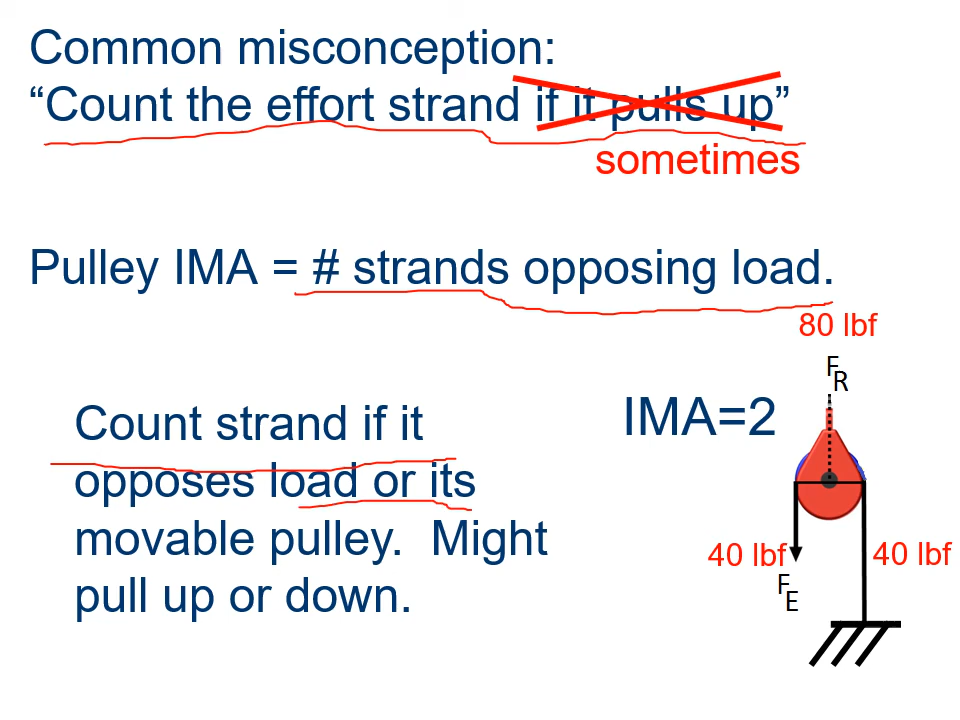 Common misconception:
“Count the effort strand if it pulls up”
sometimes
Pulley IMA = # strands opposing load.
80 lbf
FR
Count strand if it
opposes load or its
movable pulley. Might
pull up or down.
IMA=2
40 lbf
40 lbf
FE